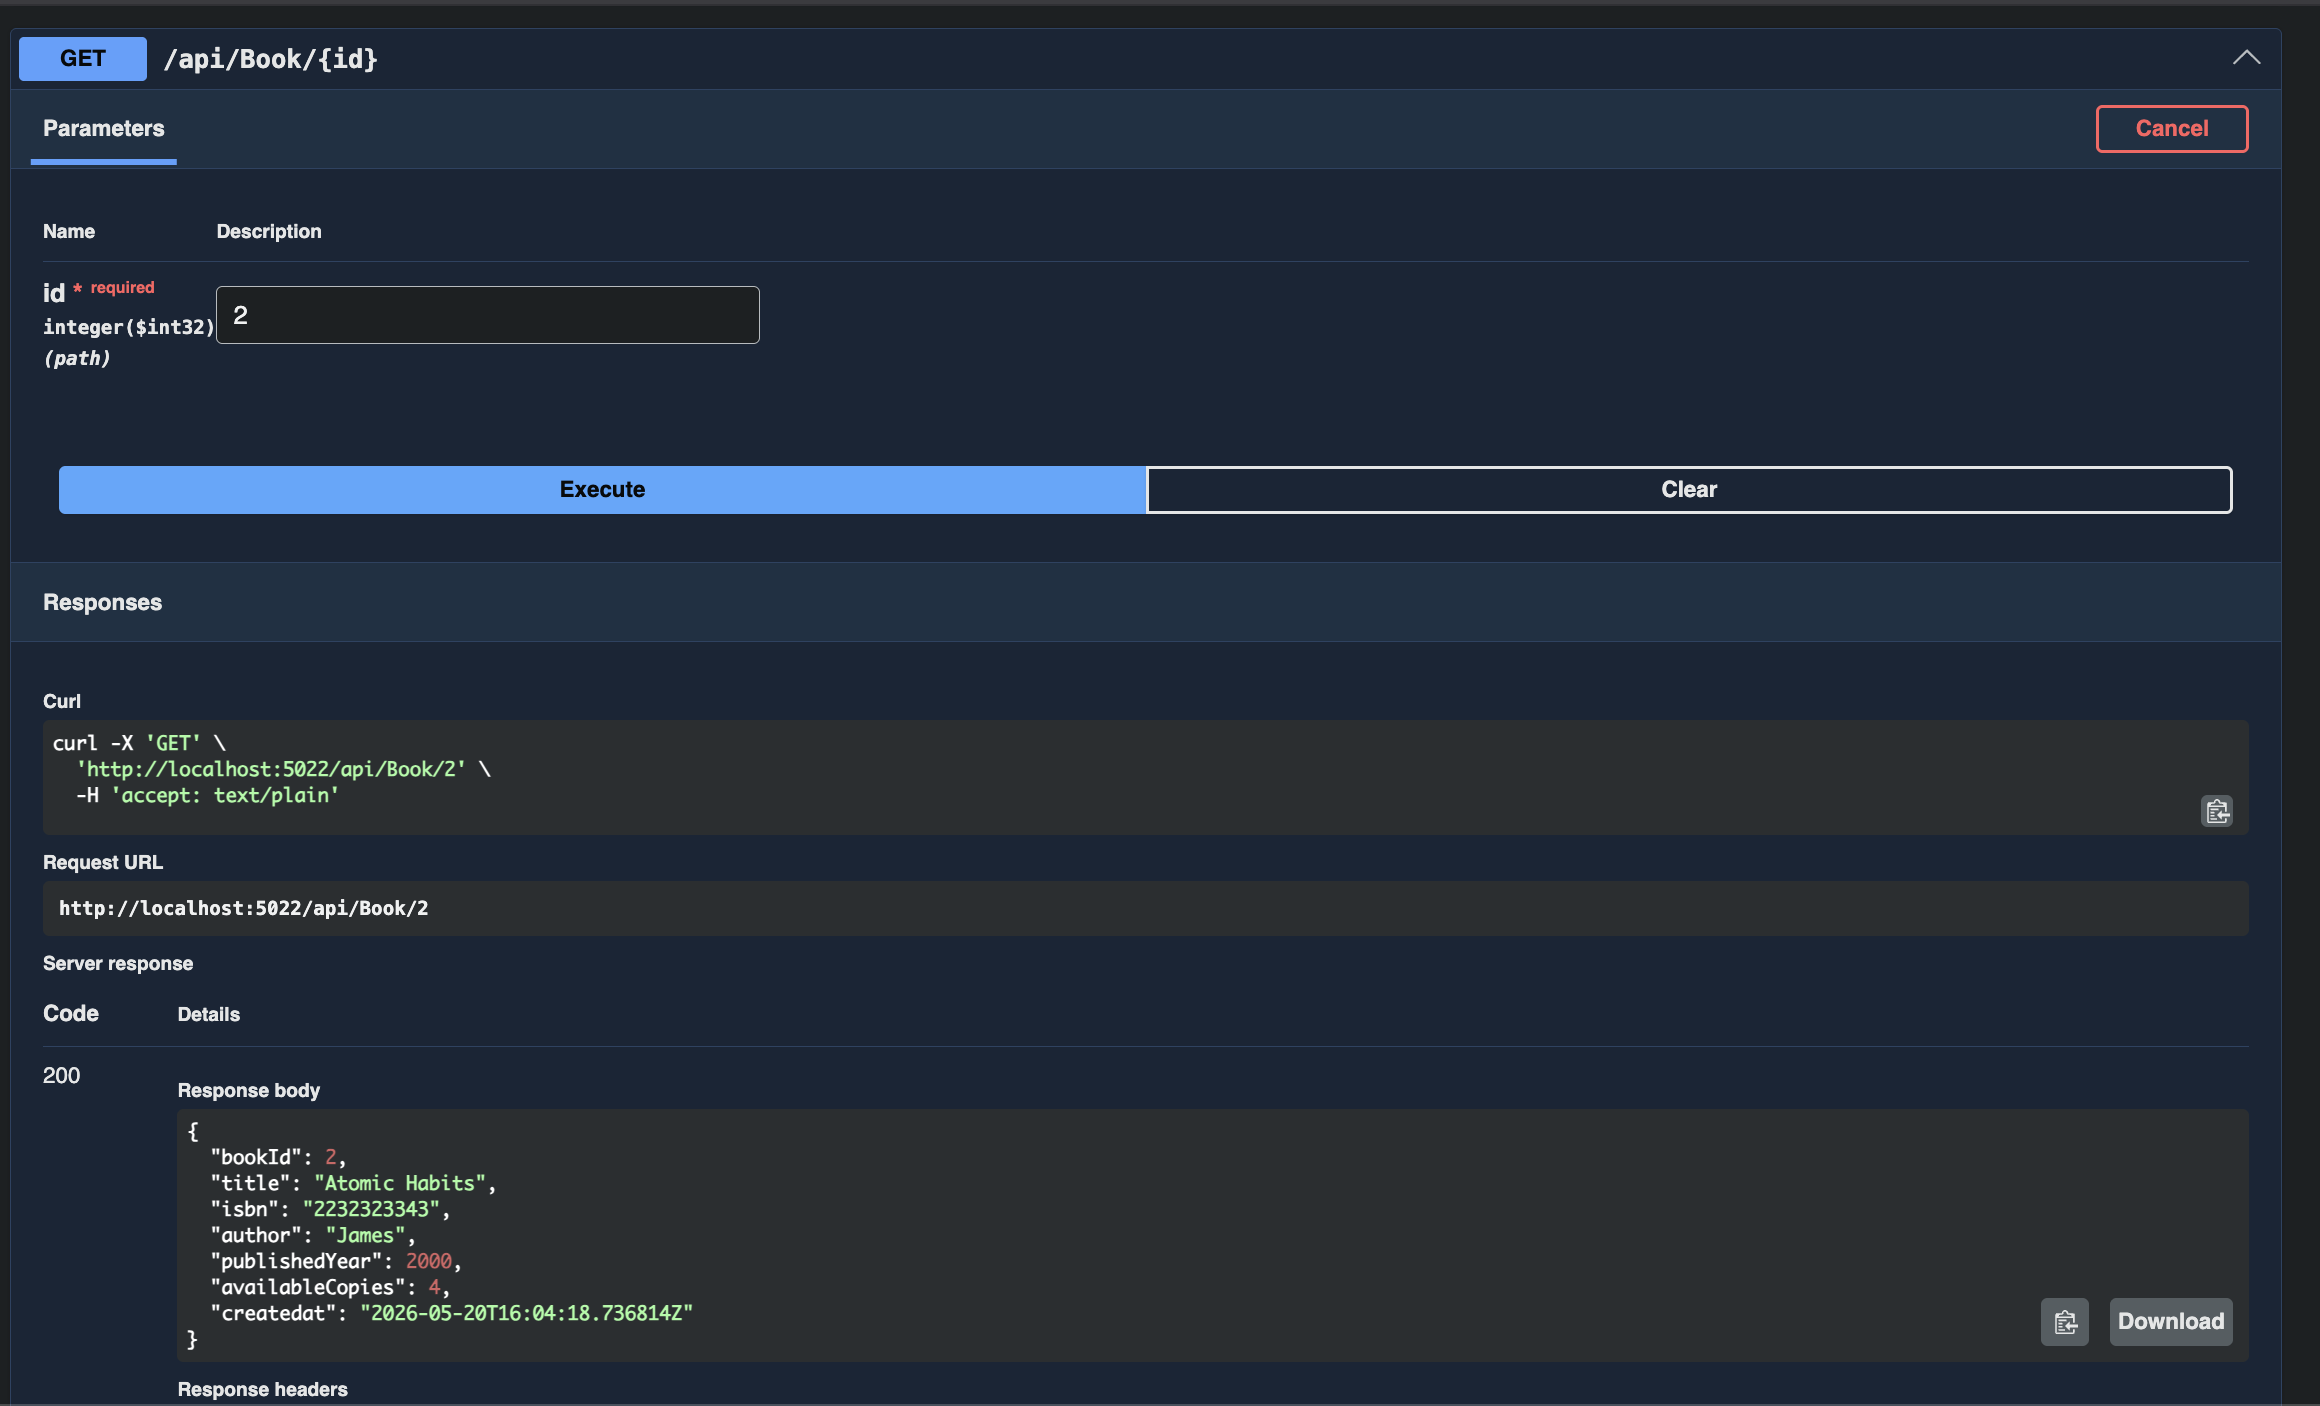 GET /api/Book/{id}
Parameters
Cancel
Name Description
id * required
integer($int32)
(path)
2
Execute Clear
Responses
Curl
curl -X 'GET' \
  'http://localhost:5022/api/Book/2' \
  -H 'accept: text/plain'
Request URL
http://localhost:5022/api/Book/2
Server response
Code Details
200
Response body
{
  "bookId": 2,
  "title": "Atomic Habits",
  "isbn": "2232323343",
  "author": "James",
  "publishedYear": 2000,
  "availableCopies": 4,
  "createdat": "2026-05-20T16:04:18.736814Z"
}
Download
Response headers